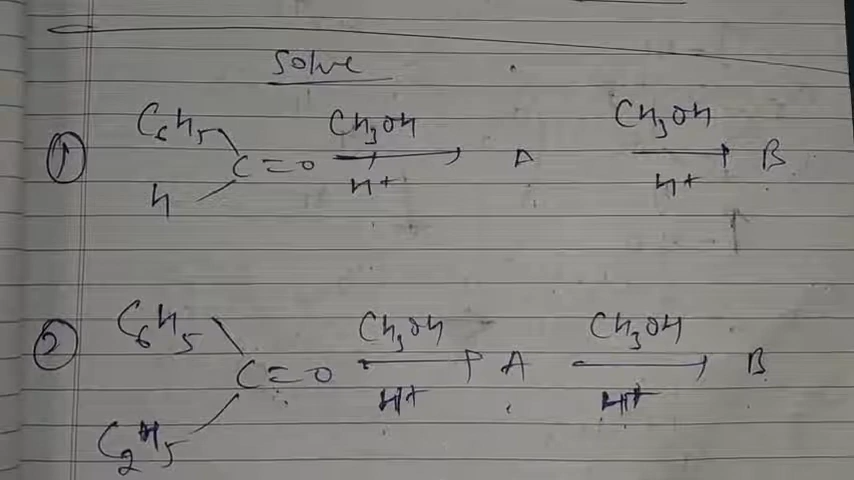 Solve
① C6H5 CH3OH CH3OH
C=O → A → B
H H+ H+
② C6H5 CH3OH CH3OH
C=O → A → B
C2H5 H+ H+